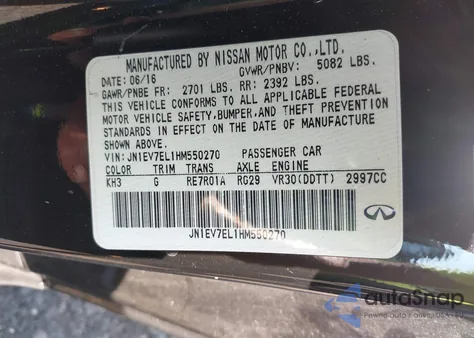 MANUFACTURED BY NISSAN MOTOR CO.,LTD.
DATE: 06/16 GVWR/PNBV: 5082 LBS.
GAWR/PNBE FR: 2701 LBS. RR: 2392 LBS.
THIS VEHICLE CONFORMS TO ALL APPLICABLE FEDERAL
MOTOR VEHICLE SAFETY,BUMPER,AND THEFT PREVENTION
STANDARDS IN EFFECT ON THE DATE OF MANUFACTURE
SHOWN ABOVE.
VIN: JN1EV7EL1HM550270 PASSENGER CAR
COLOR TRIM TRANS AXLE ENGINE
KH3 G RE7R01A RG29 VR30(DDTT) 2997CC
JN1EV7EL1HM550270
autoSnap